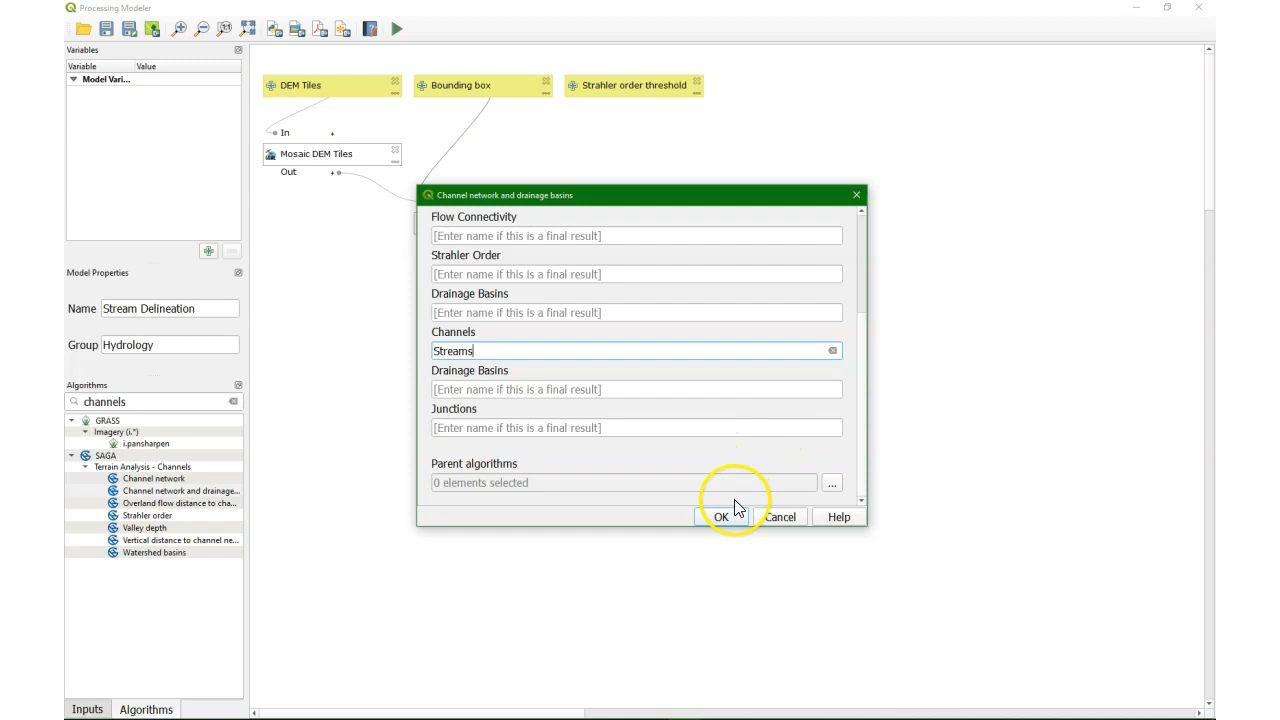 Processing Modeler
Variables
Variable Value
Model Vari...
Model Properties
Name Stream Delineation
Group Hydrology
Algorithms
channels
GRASS
Imagery (i.*)
i.pansharpen
SAGA
Terrain Analysis - Channels
Channel network
Channel network and drainage...
Overland flow distance to cha...
Strahler order
Valley depth
Vertical distance to channel ne...
Watershed basins
Inputs Algorithms
DEM Tiles
Bounding box
Strahler order threshold
In +
Mosaic DEM Tiles
Out +
Channel network and drainage basins
Flow Connectivity
[Enter name if this is a final result]
Strahler Order
[Enter name if this is a final result]
Drainage Basins
[Enter name if this is a final result]
Channels
Streams
Drainage Basins
[Enter name if this is a final result]
Junctions
[Enter name if this is a final result]
Parent algorithms
0 elements selected ...
OK Cancel Help